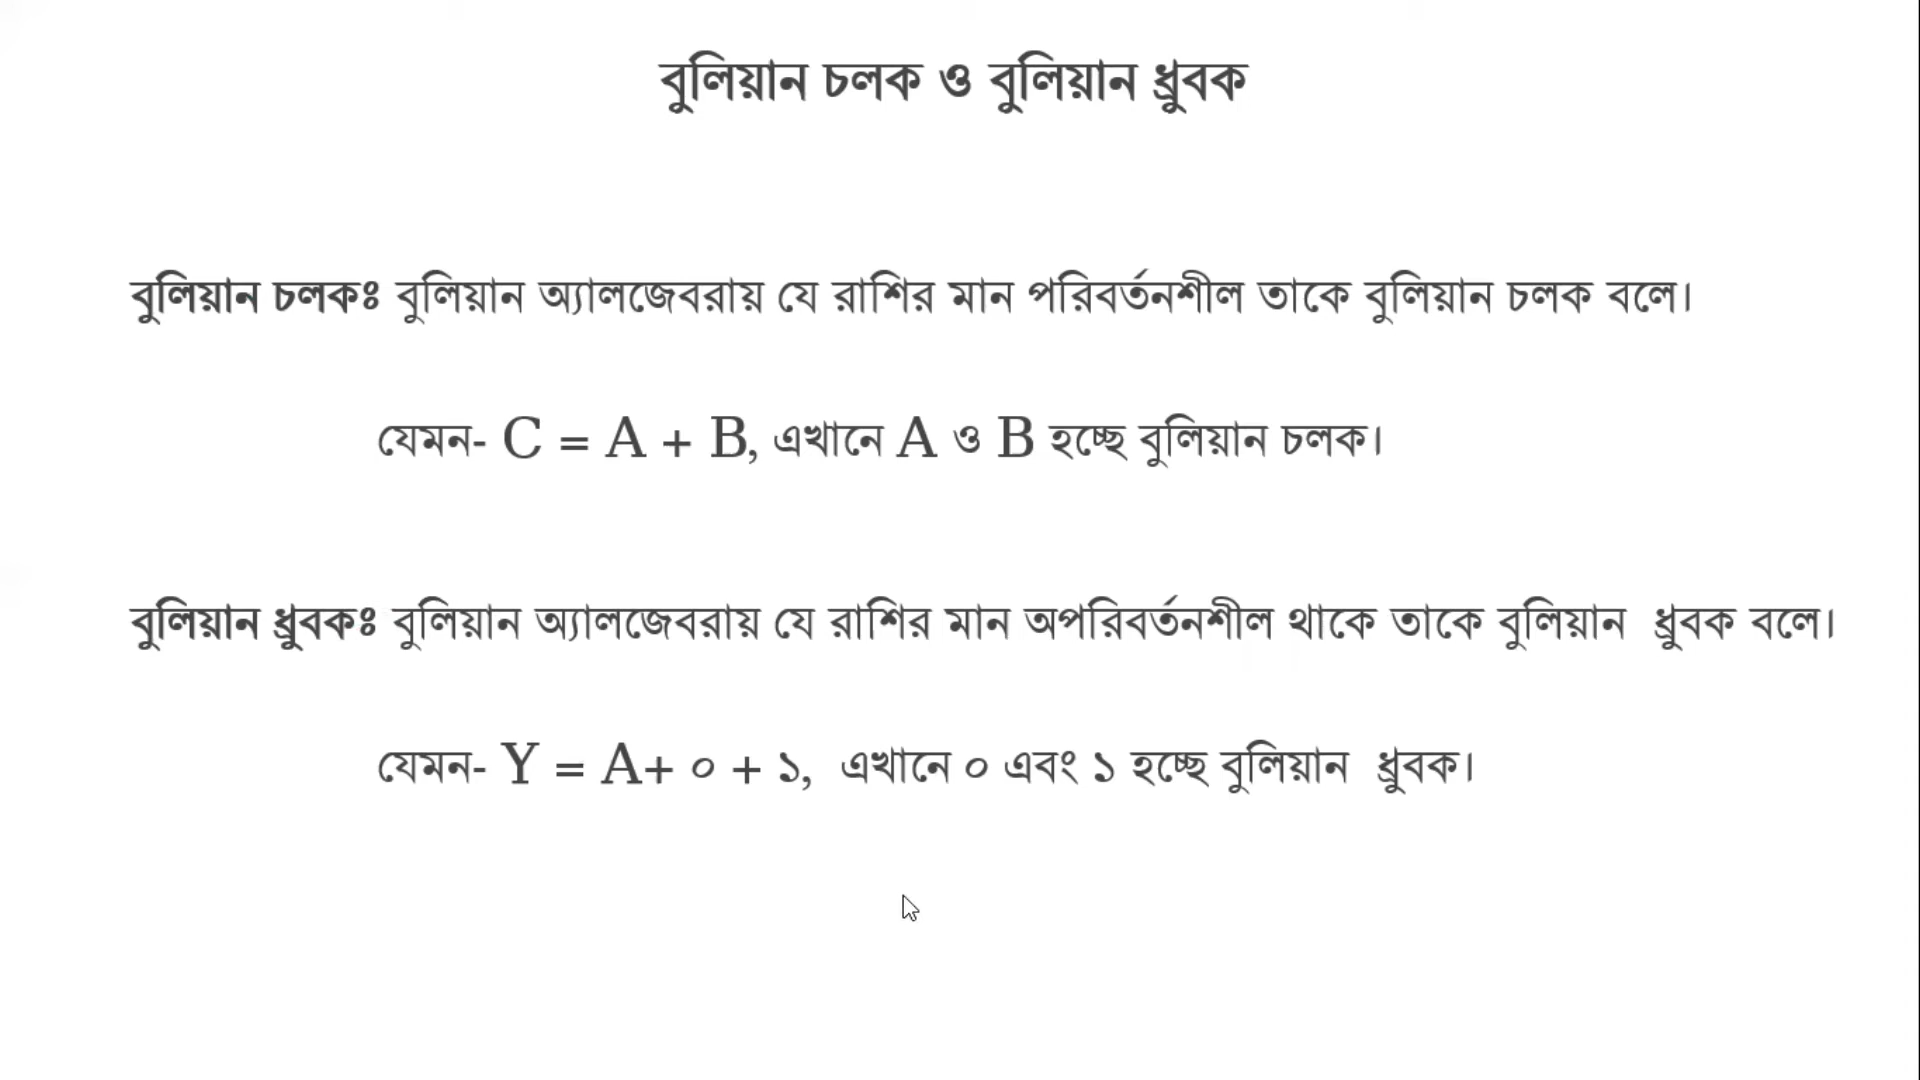 বুলিয়ান চলক ও বুলিয়ান ধ্রুবক
বুলিয়ান চলকঃ বুলিয়ান অ্যালজেবরায় যে রাশির মান পরিবর্তনশীল তাকে বুলিয়ান চলক বলে।
যেমন- C = A + B, এখানে A ও B হচ্ছে বুলিয়ান চলক।
বুলিয়ান ধ্রুবকঃ বুলিয়ান অ্যালজেবরায় যে রাশির মান অপরিবর্তনশীল থাকে তাকে বুলিয়ান ধ্রুবক বলে।
যেমন- Y = A+ ০ + ১, এখানে ০ এবং ১ হচ্ছে বুলিয়ান ধ্রুবক।